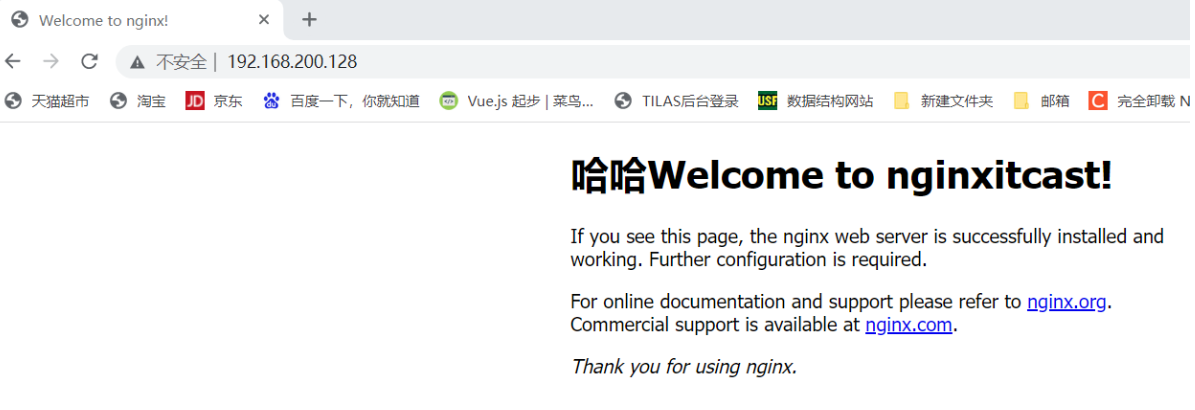 Welcome to nginx!
不安全 | 192.168.200.128
天猫超市 淘宝 JD 京东 百度一下，你就知道 Vue.js 起步 | 菜鸟... TILAS后台登录 USF 数据结构网站 新建文件夹 邮箱 C 完全卸载 N
哈哈Welcome to nginxitcast!
If you see this page, the nginx web server is successfully installed and
working. Further configuration is required.
For online documentation and support please refer to nginx.org.
Commercial support is available at nginx.com.
Thank you for using nginx.